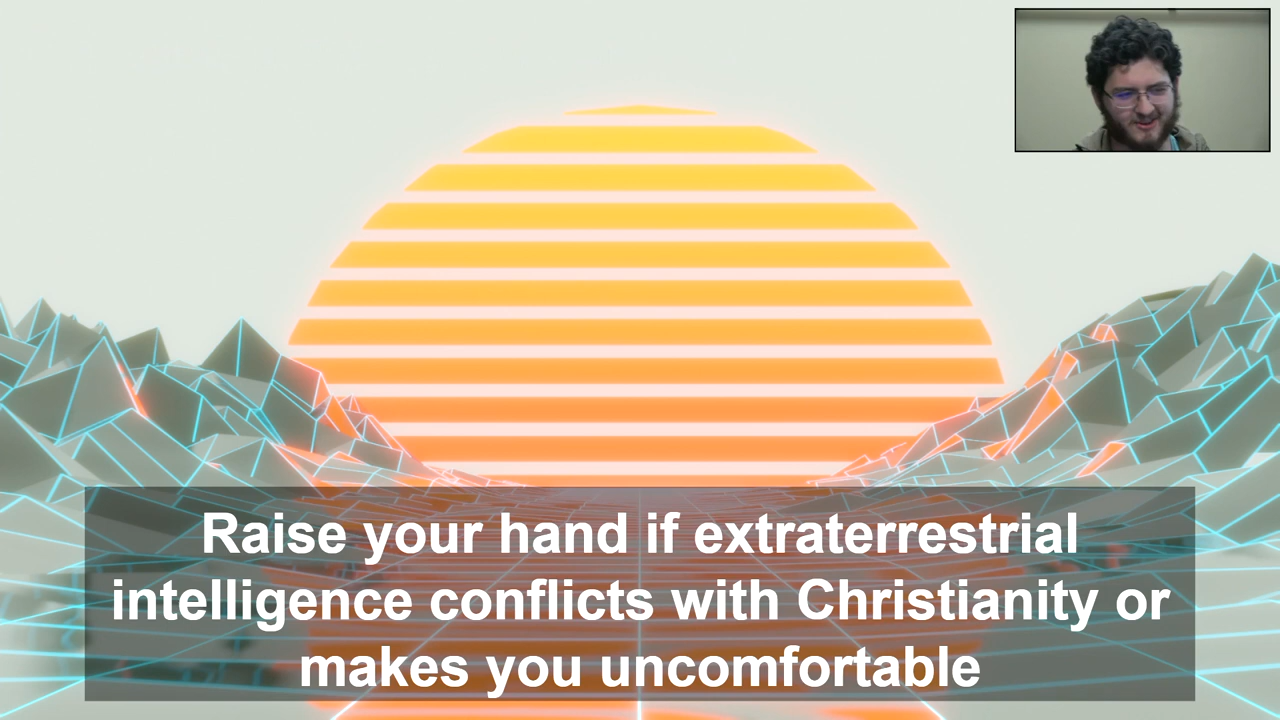 Raise your hand if extraterrestrial
intelligence conflicts with Christianity or
makes you uncomfortable